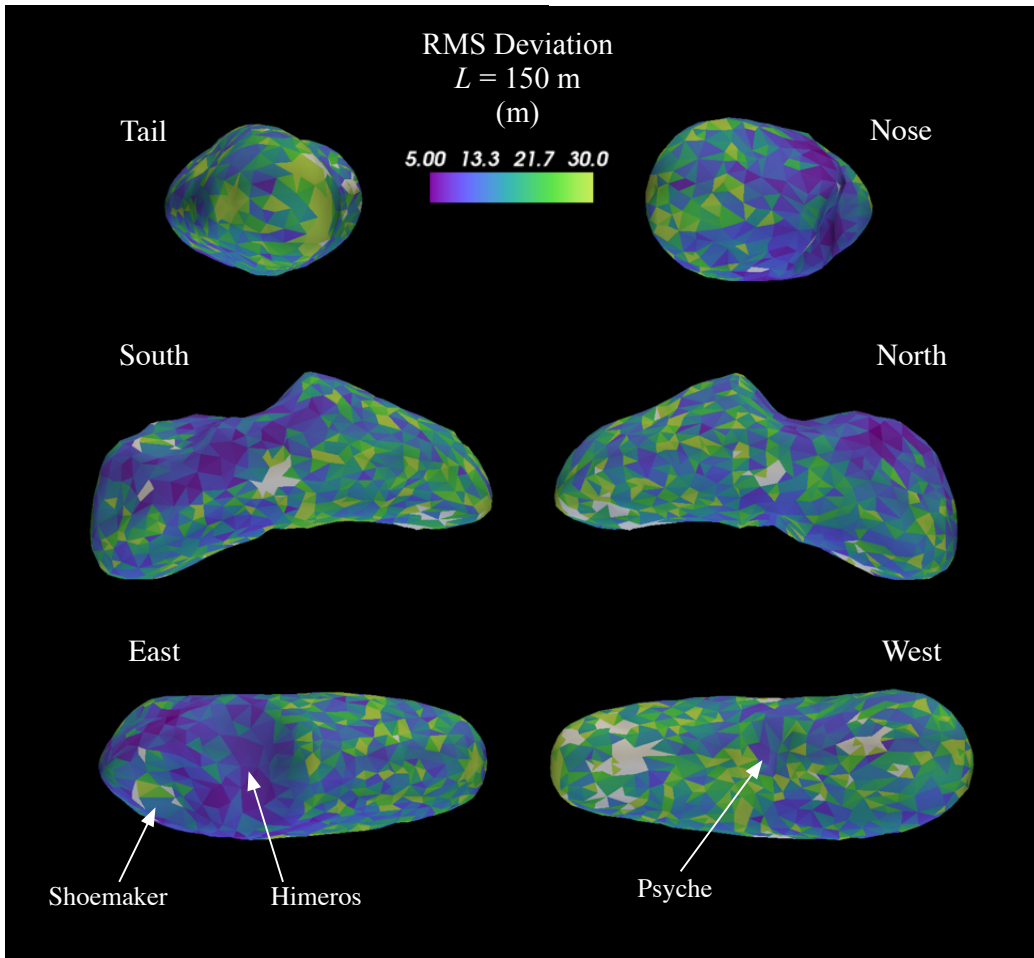 RMS Deviation
L = 150 m
(m)
Tail
Nose
5.00 13.3 21.7 30.0
South
North
East
West
Shoemaker
Himeros
Psyche